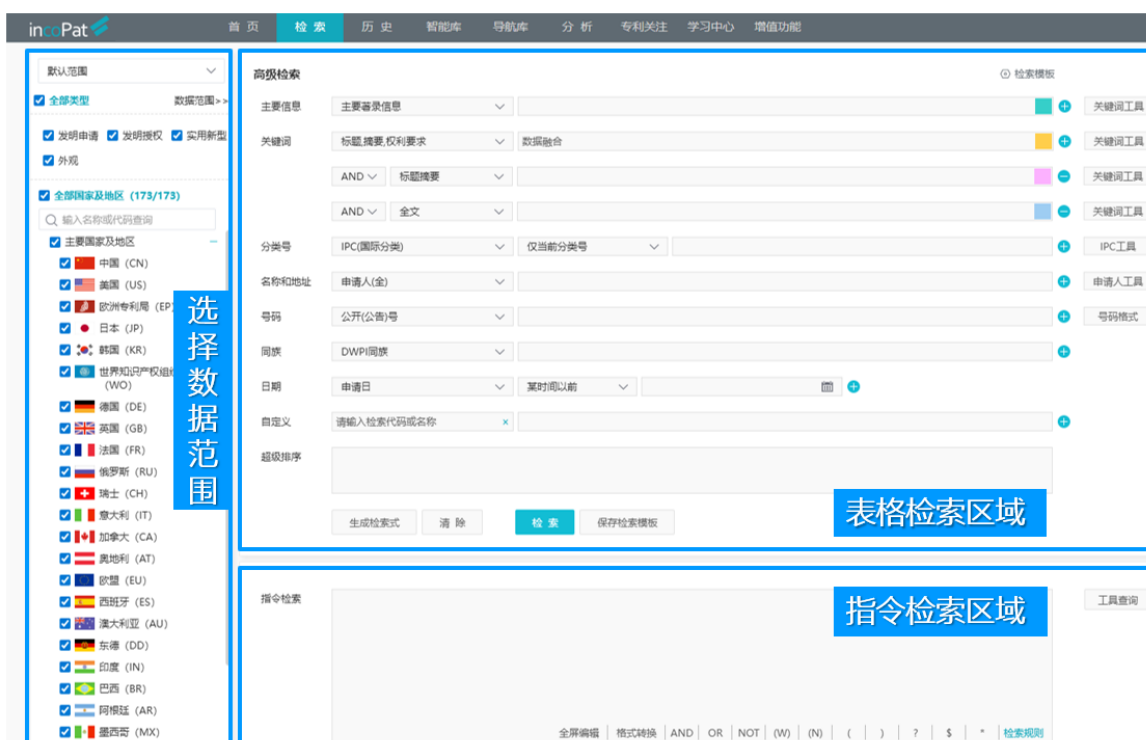 incoPat
首 页 检 索 历 史 智能库 导航库 分 析 专利关注 学习中心 增值功能
默认范围
全部类型 数据范围>>
发明申请 发明授权 实用新型
外观
全部国家及地区 (173/173)
输入名称或代码查询
主要国家及地区
中国 (CN)
美国 (US)
欧洲专利局 (EP)
日本 (JP)
韩国 (KR)
世界知识产权组
(WO)
德国 (DE)
英国 (GB)
法国 (FR)
俄罗斯 (RU)
瑞士 (CH)
意大利 (IT)
加拿大 (CA)
奥地利 (AT)
欧盟 (EU)
西班牙 (ES)
澳大利亚 (AU)
东德 (DD)
印度 (IN)
巴西 (BR)
阿根廷 (AR)
墨西哥 (MX)
选择数据范围
高级检索 检索模板
主要信息 主要著录信息 关键词工具
关键词 标题,摘要,权利要求 数据融合 关键词工具
AND 标题摘要 关键词工具
AND 全文 关键词工具
分类号 IPC(国际分类) 仅当前分类号 IPC工具
名称和地址 申请人(全) 申请人工具
号码 公开(公告)号 号码格式
同族 DWPI同族
日期 申请日 某时间以前
自定义 请输入检索代码或名称 ×
超级排序
表格检索区域
生成检索式 清 除 检 索 保存检索模板
指令检索 工具查询
指令检索区域
全屏编辑 格式转换 AND OR NOT (W) (N) ( ) ? $ * 检索规则